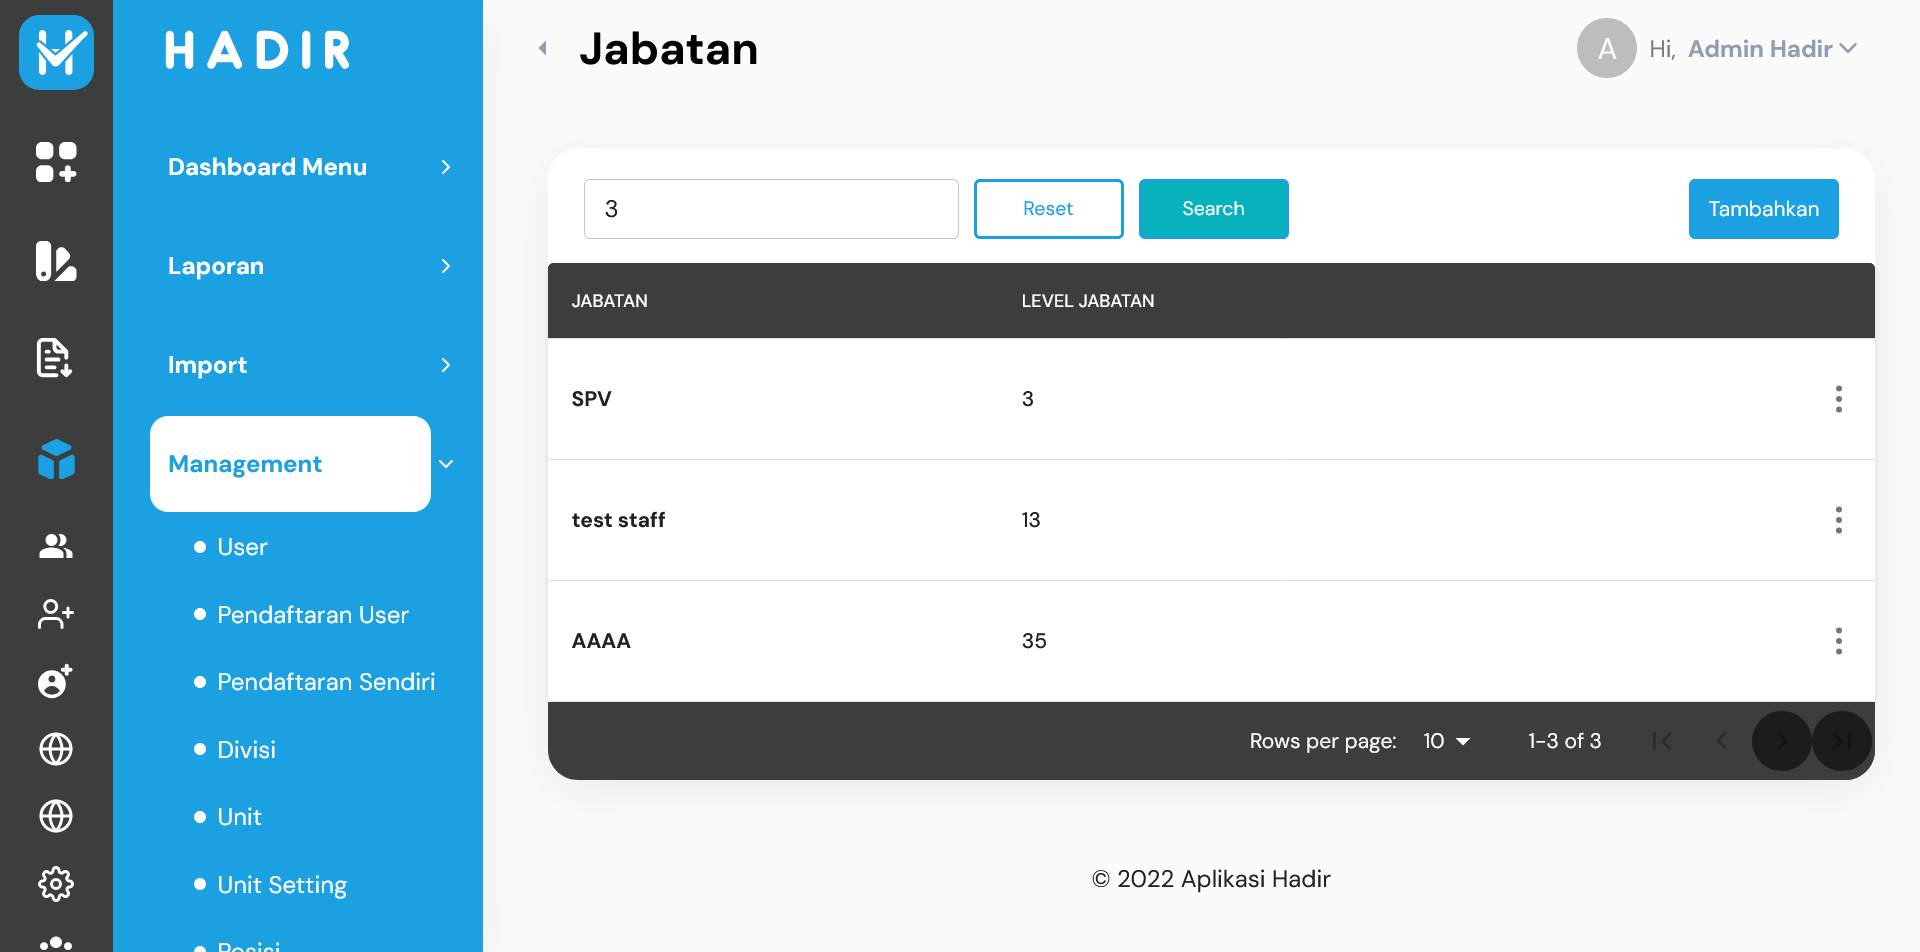 HADIR
Dashboard Menu
Laporan
Import
Management
User
Pendaftaran User
Pendaftaran Sendiri
Divisi
Unit
Unit Setting
Posisi
Jabatan
A Hi, Admin Hadir
3 Reset Search Tambahkan
JABATAN LEVEL JABATAN
SPV 3
test staff 13
AAAA 35
Rows per page: 10 1-3 of 3
© 2022 Aplikasi Hadir